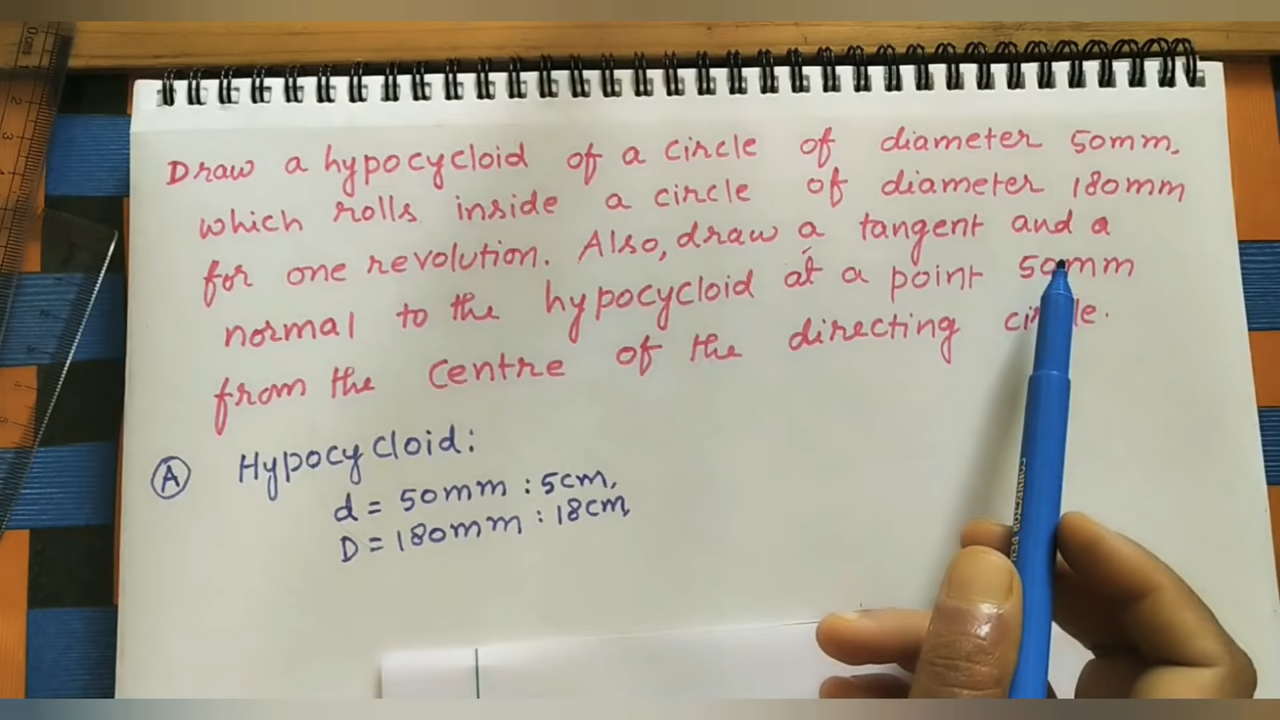 Draw a hypocycloid of a circle of diameter 50mm.
which rolls inside a circle of diameter 180mm
for one revolution. Also, draw a tangent and a
normal to the hypocycloid at a point 50mm
from the centre of the directing circle.
A Hypocycloid:
d = 50mm : 5cm,
D = 180mm : 18cm,